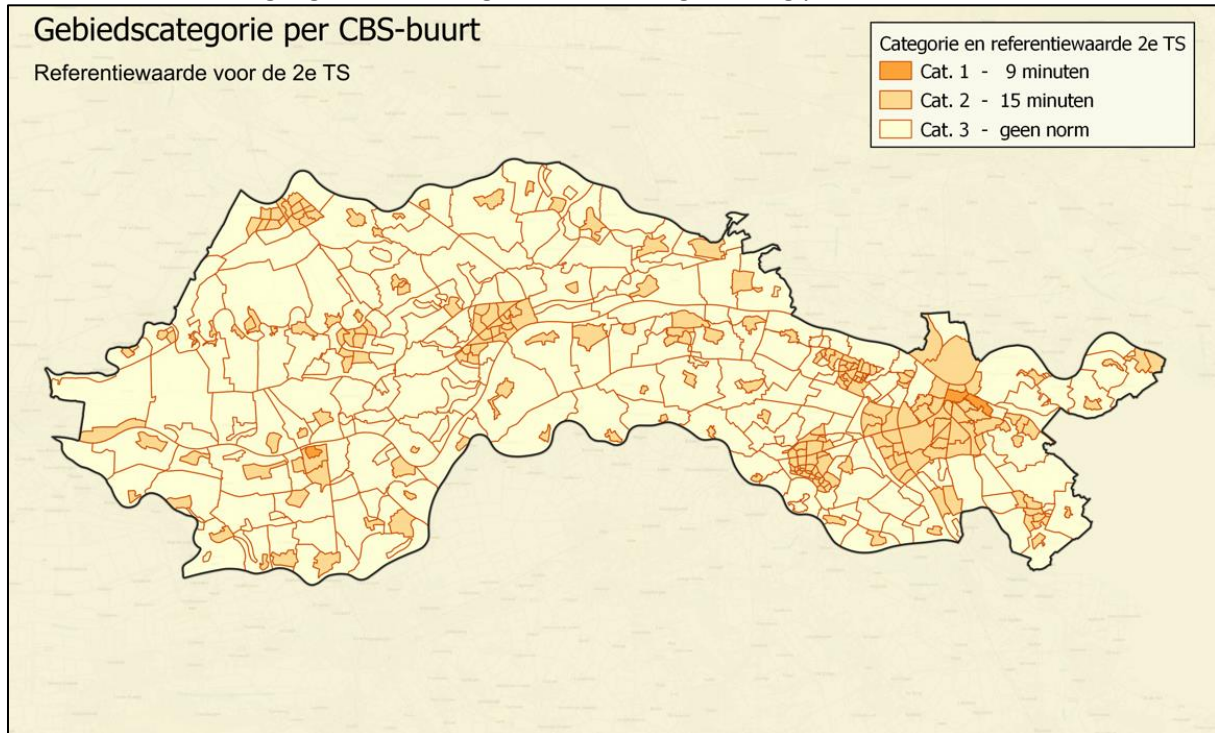 Gebiedscategorie per CBS-buurt
Referentiewaarde voor de 2e TS
Categorie en referentiewaarde 2e TS
Cat. 1 - 9 minuten
Cat. 2 - 15 minuten
Cat. 3 - geen norm